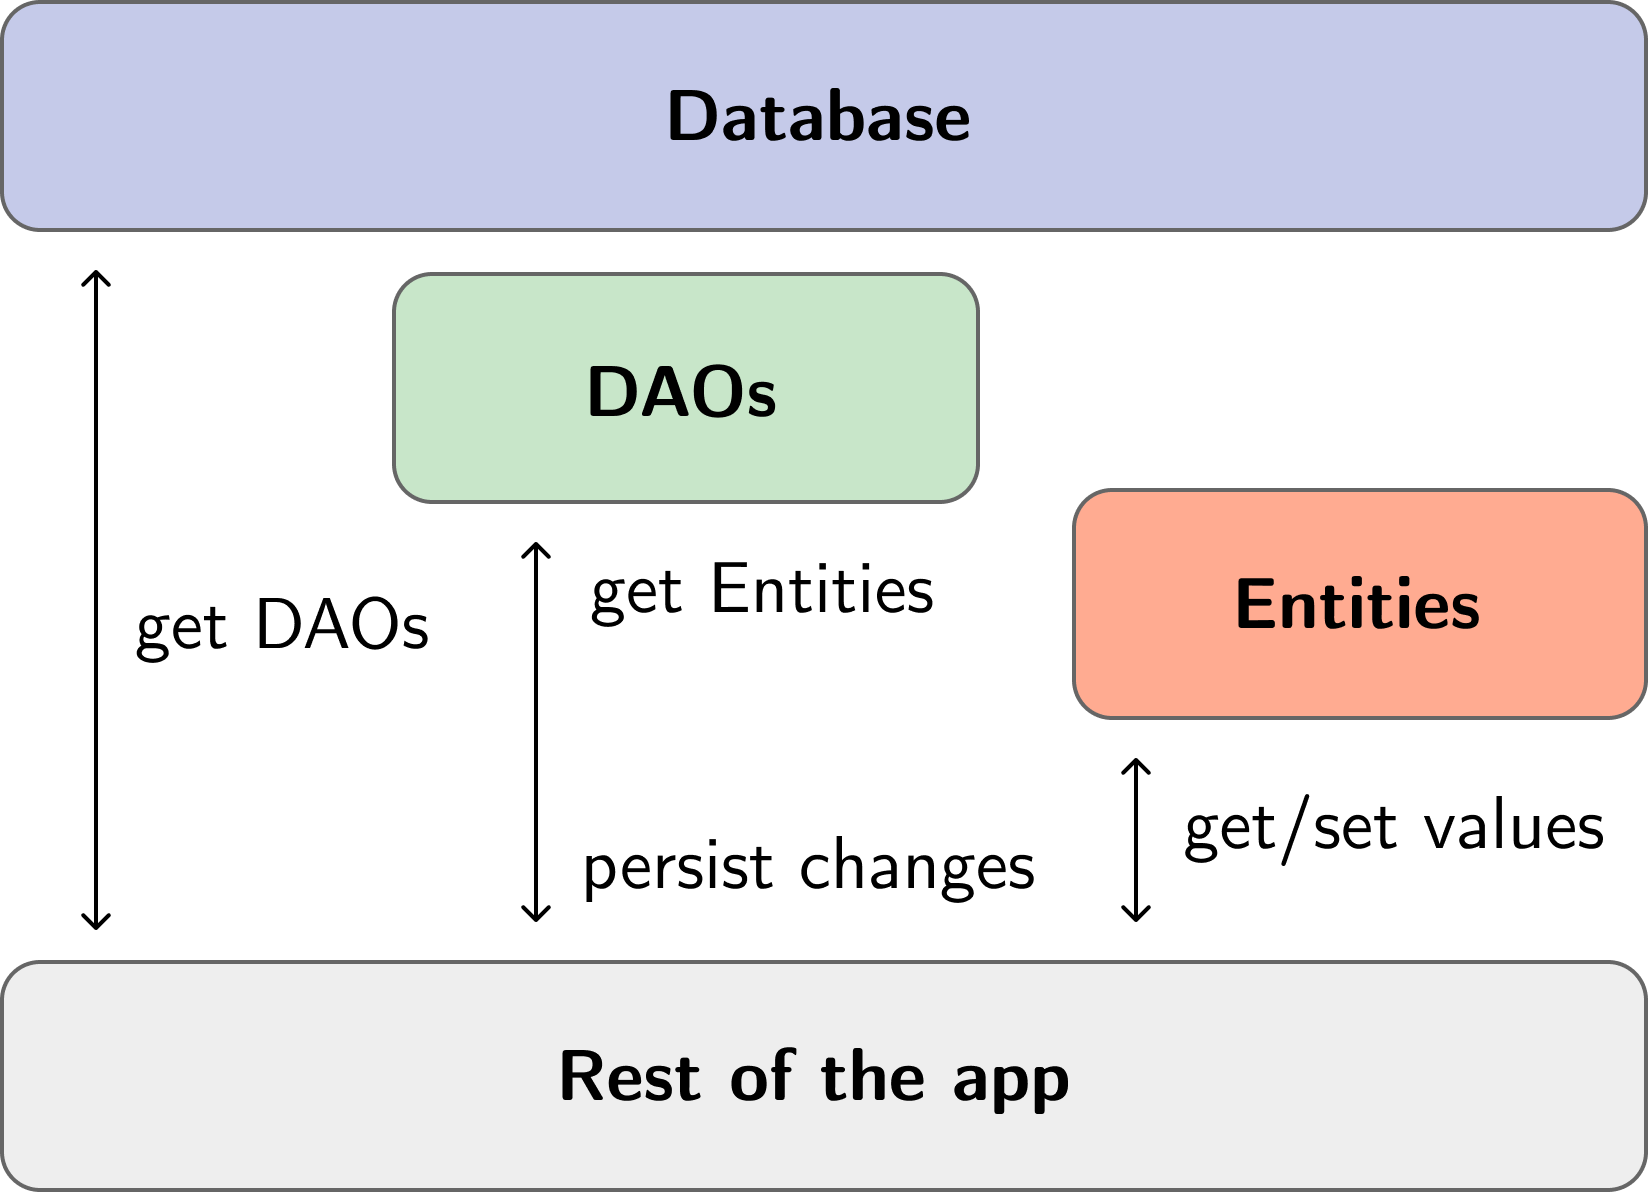 Database
DAOs
get Entities
Entities
get DAOs
get/set values
persist changes
Rest of the app